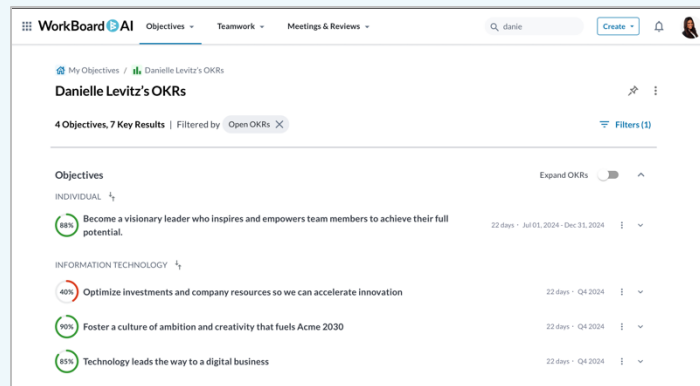 WorkBoard AI Objectives Teamwork Meetings & Reviews danie Create
My Objectives / Danielle Levitz's OKRs
Danielle Levitz's OKRs
4 Objectives, 7 Key Results | Filtered by Open OKRs Filters (1)
Objectives Expand OKRs
INDIVIDUAL
88% Become a visionary leader who inspires and empowers team members to achieve their full 22 days - Jul 01, 2024 - Dec 31, 2024
potential.
INFORMATION TECHNOLOGY
40% Optimize investments and company resources so we can accelerate innovation 22 days - Q4 2024
90% Foster a culture of ambition and creativity that fuels Acme 2030 22 days - Q4 2024
85% Technology leads the way to a digital business 22 days - Q4 2024